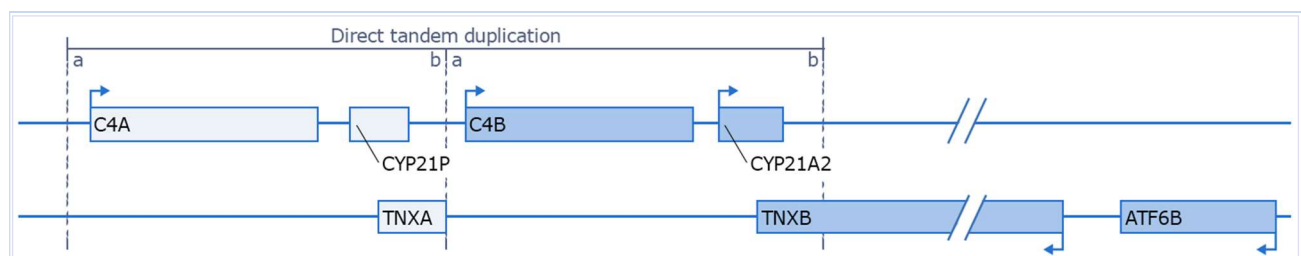 Direct tandem duplication
a b a b
C4A C4B
CYP21P CYP21A2
TNXA TNXB ATF6B